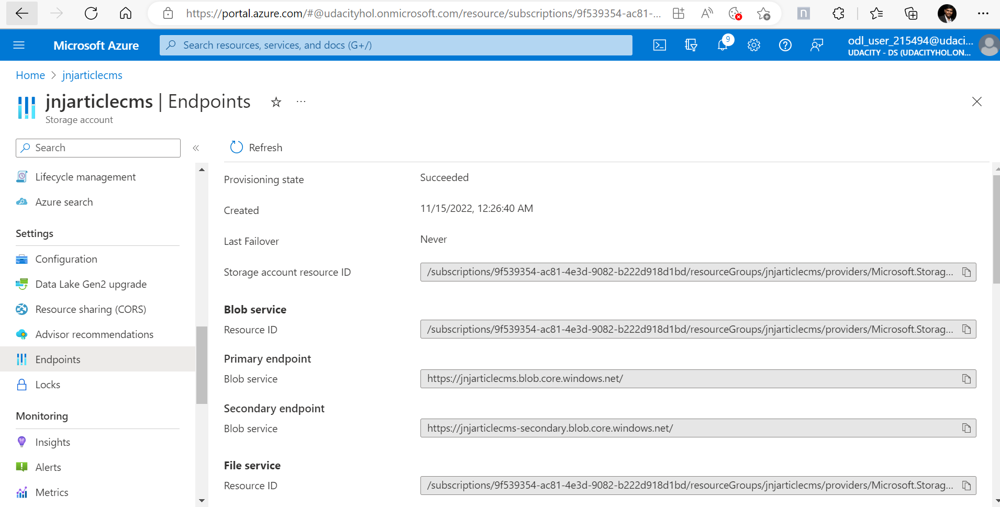 https://portal.azure.com/#@udacityhol.onmicrosoft.com/resource/subscriptions/9f539354-ac81-...
n
Microsoft Azure
Search resources, services, and docs (G+/)
9
odl_user_215494@udaci...
UDACITY - DS (UDACITYHOL.ON...
Home > jnjarticlecms
jnjarticlecms | Endpoints
...
Storage account
Search
«
Refresh
Lifecycle management
Azure search
Settings
Configuration
Data Lake Gen2 upgrade
Resource sharing (CORS)
Advisor recommendations
Endpoints
Locks
Monitoring
Insights
Alerts
Metrics
Provisioning state
Succeeded
Created
11/15/2022, 12:26:40 AM
Last Failover
Never
Storage account resource ID
/subscriptions/9f539354-ac81-4e3d-9082-b222d918d1bd/resourceGroups/jnjarticlecms/providers/Microsoft.Storag...
Blob service
Resource ID
/subscriptions/9f539354-ac81-4e3d-9082-b222d918d1bd/resourceGroups/jnjarticlecms/providers/Microsoft.Storag...
Primary endpoint
Blob service
https://jnjarticlecms.blob.core.windows.net/
Secondary endpoint
Blob service
https://jnjarticlecms-secondary.blob.core.windows.net/
File service
Resource ID
/subscriptions/9f539354-ac81-4e3d-9082-b222d918d1bd/resourceGroups/jnjarticlecms/providers/Microsoft.Storag...